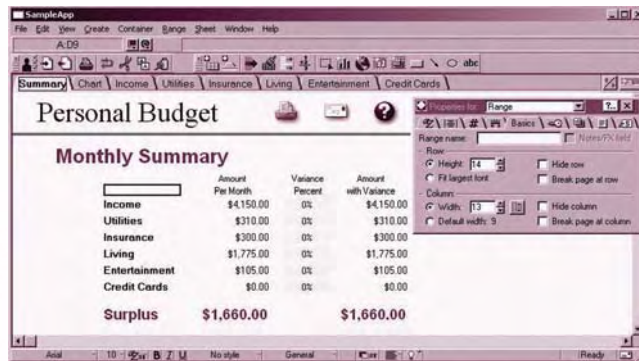 SampleApp
File Edit View Create Container Range Sheet Window Help
A:D9
abc
Summary Chart Income Utilities Insurance Living Entertainment Credit Cards
Personal Budget
Monthly Summary
Amount Per Month Variance Percent Amount with Variance
Income $4,150.00 0% $4,150.00
Utilities $310.00 0% $310.00
Insurance $300.00 0% $300.00
Living $1,775.00 0% $1,775.00
Entertainment $105.00 0% $105.00
Credit Cards $0.00 0% $0.00
Surplus $1,660.00 $1,660.00
Properties for: Range
Basics
Range name: Notes/FX field
Row
Height: 14 Hide row
Fit largest font Break page at row
Column
Width: 13 Hide column
Default width: 9 Break page at column
Arial 10 B I U No style General Ready